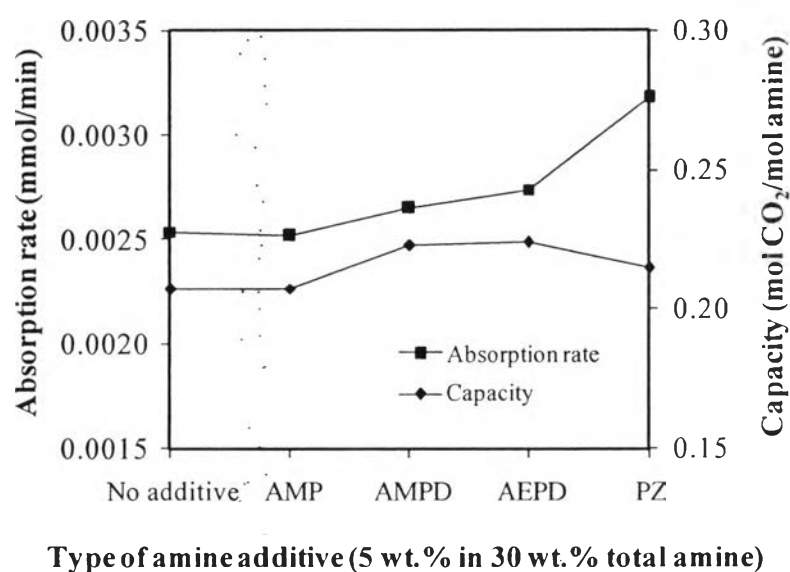 Absorption rate (mmol/min)
0.0035
0.0030
0.0025
0.0020
0.0015
0.30
0.25
0.20
0.15
Capacity (mol CO₂/mol amine)
Absorption rate
Capacity
No additive AMP AMPD AEPD PZ
Type of amine additive (5 wt.% in 30 wt.% total amine)